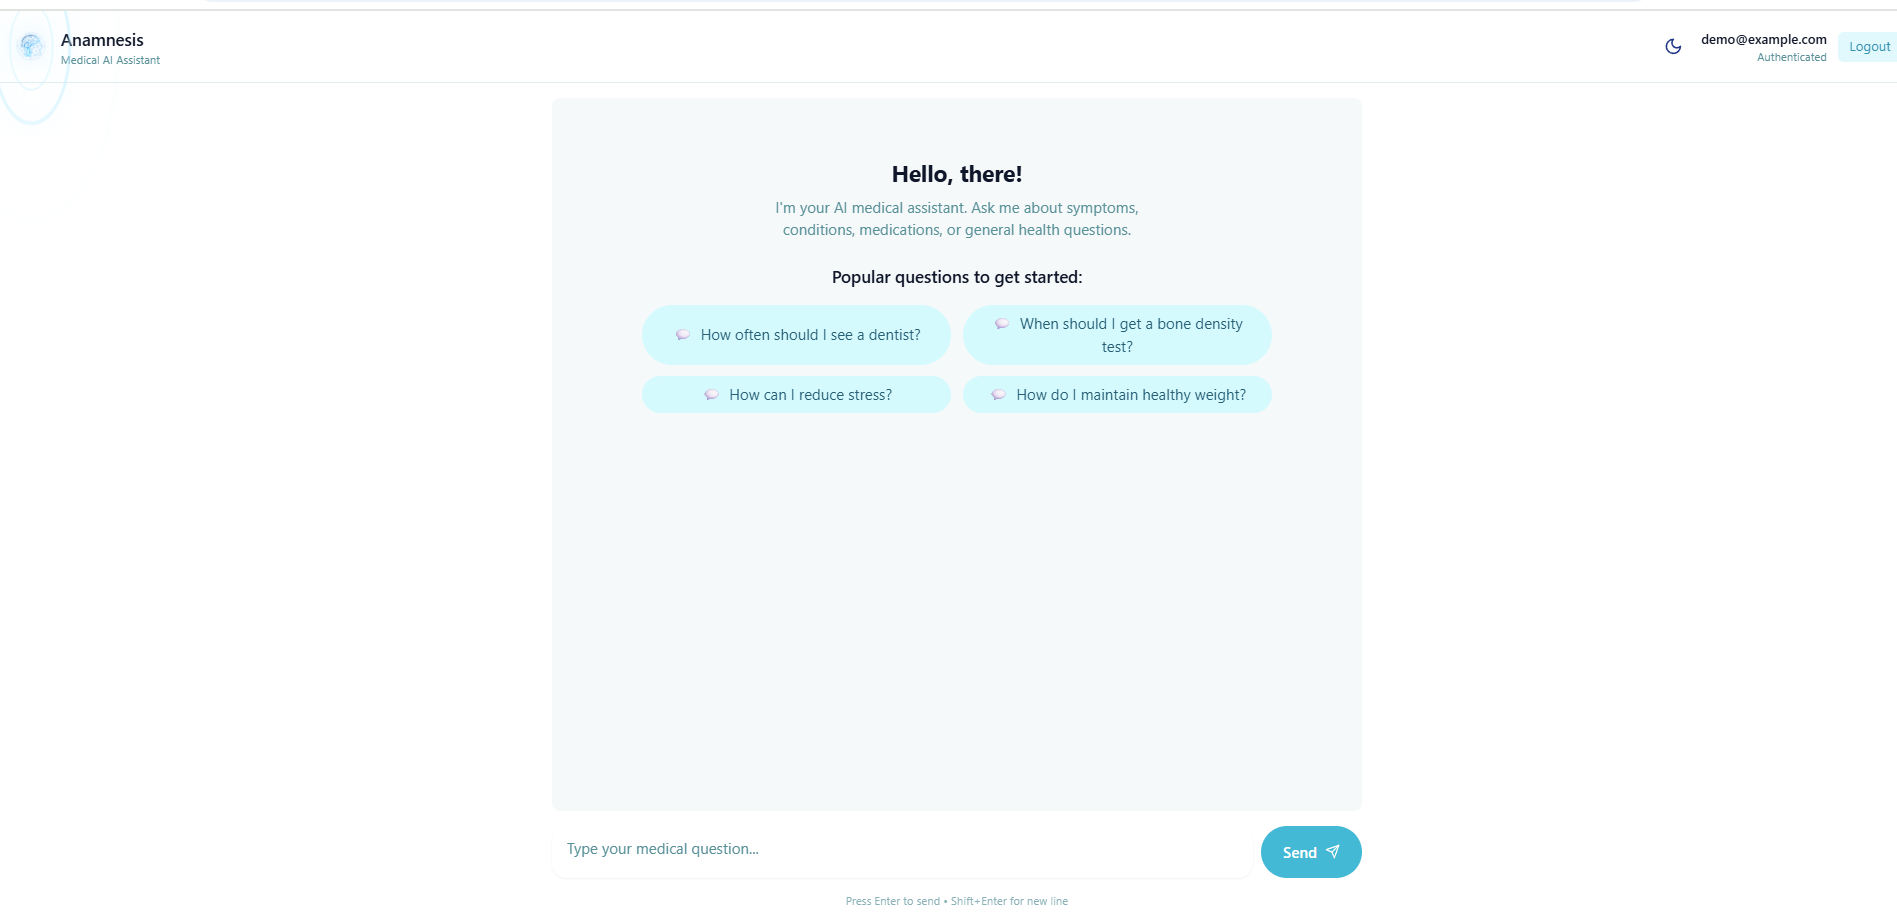 Anamnesis
Medical AI Assistant
demo@example.com
Authenticated
Logout
Hello, there!
I'm your AI medical assistant. Ask me about symptoms,
conditions, medications, or general health questions.
Popular questions to get started:
How often should I see a dentist?
When should I get a bone density
test?
How can I reduce stress?
How do I maintain healthy weight?
Type your medical question...
Send
Press Enter to send • Shift+Enter for new line